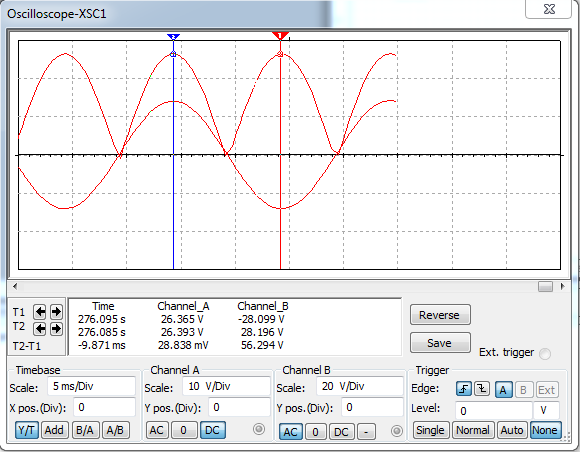 Oscilloscope-XSC1
2
1
T1
T2
T2-T1
Time Channel_A Channel_B
276.095 s 26.365 V -28.099 V
276.085 s 26.393 V 28.196 V
-9.871 ms 28.838 mV 56.294 V
Reverse
Save
Ext. trigger
Timebase
Scale: 5 ms/Div
X pos.(Div): 0
Y/T Add B/A A/B
Channel A
Scale: 10 V/Div
Y pos.(Div): 0
AC 0 DC
Channel B
Scale: 20 V/Div
Y pos.(Div): 0
AC 0 DC -
Trigger
Edge: A B Ext
Level: 0 V
Single Normal Auto None